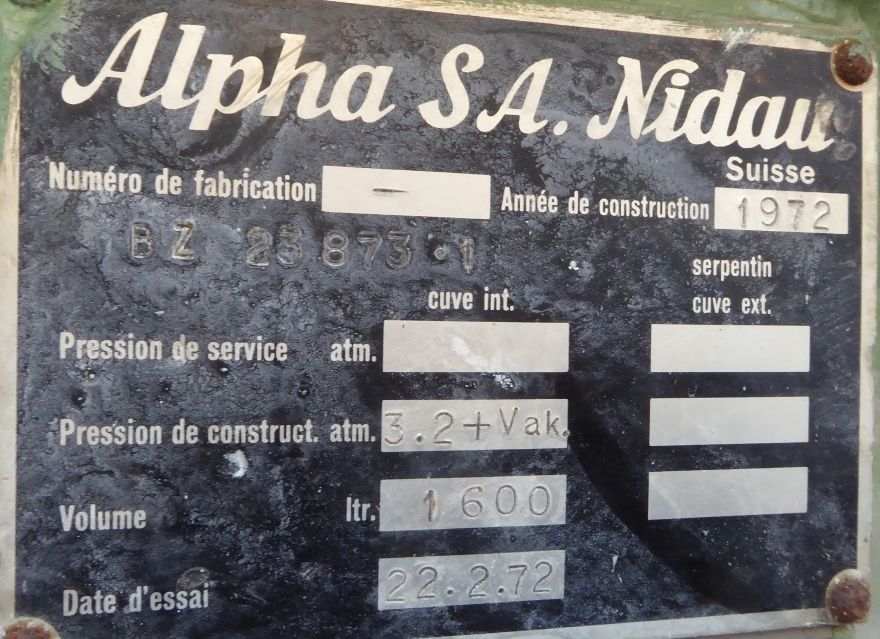 Alpha S.A. Nidau
Suisse
Numéro de fabrication - Année de construction 1972
BZ 23873.1
serpentin
cuve int. cuve ext.
Pression de service atm.
Pression de construct. atm. 3.2+Vak.
Volume ltr. 1600
Date d'essai 22.2.72